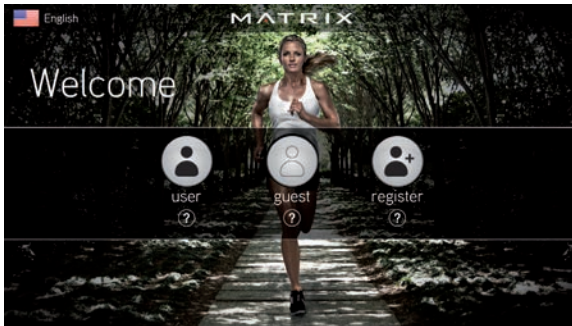 English
MATRIX
Welcome
user
guest
register
? ? ?